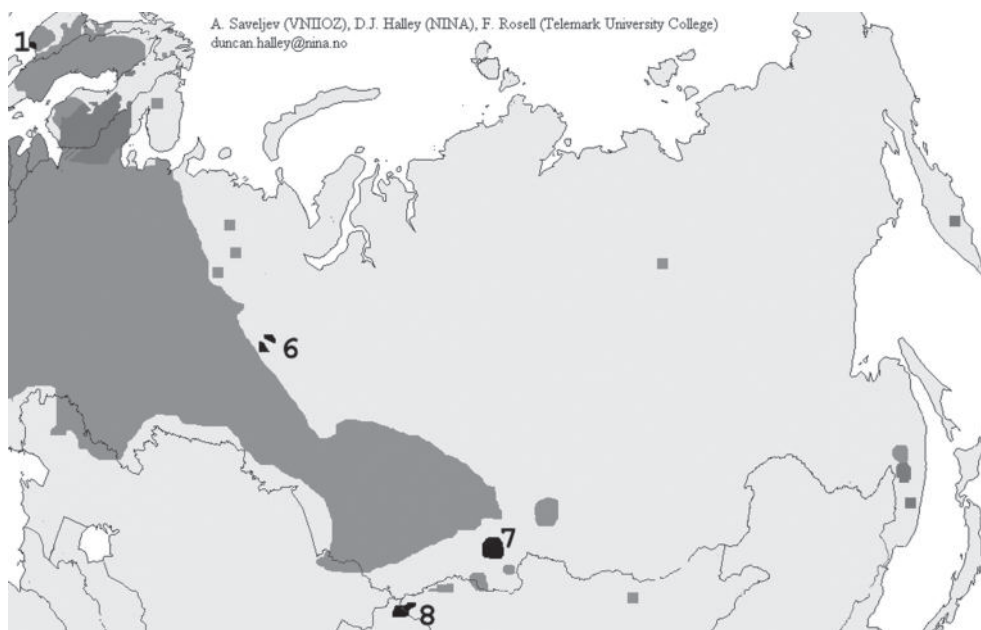 A. Saveljev (VNIIOZ), D.J. Halley (NINA), F. Rosell (Telemark University College)
duncan.halley@nina.no
1
6
7
8